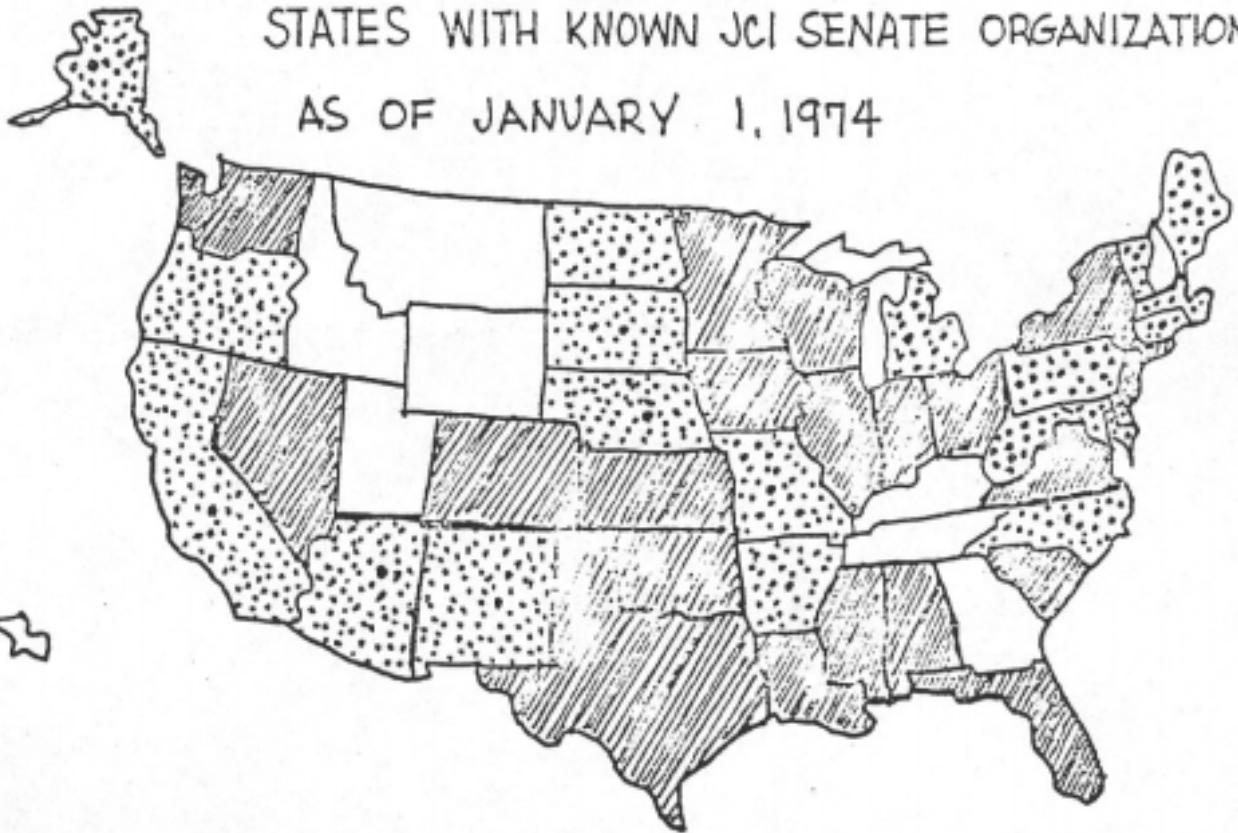 STATES WITH KNOWN JCI SENATE ORGANIZATION
AS OF JANUARY 1, 1974